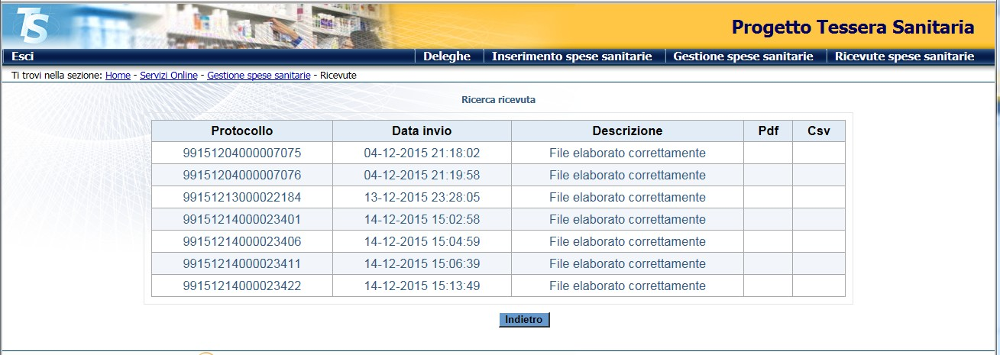 TS
Progetto Tessera Sanitaria
Esci Deleghe Inserimento spese sanitarie Gestione spese sanitarie Ricevute spese sanitarie
Ti trovi nella sezione: Home - Servizi Online - Gestione spese sanitarie - Ricevute
Ricerca ricevuta
Protocollo Data invio Descrizione Pdf Csv
99151204000007075 04-12-2015 21:18:02 File elaborato correttamente
99151204000007076 04-12-2015 21:19:58 File elaborato correttamente
99151213000022184 13-12-2015 23:28:05 File elaborato correttamente
99151214000023401 14-12-2015 15:02:58 File elaborato correttamente
99151214000023406 14-12-2015 15:04:59 File elaborato correttamente
99151214000023411 14-12-2015 15:06:39 File elaborato correttamente
99151214000023422 14-12-2015 15:13:49 File elaborato correttamente
Indietro